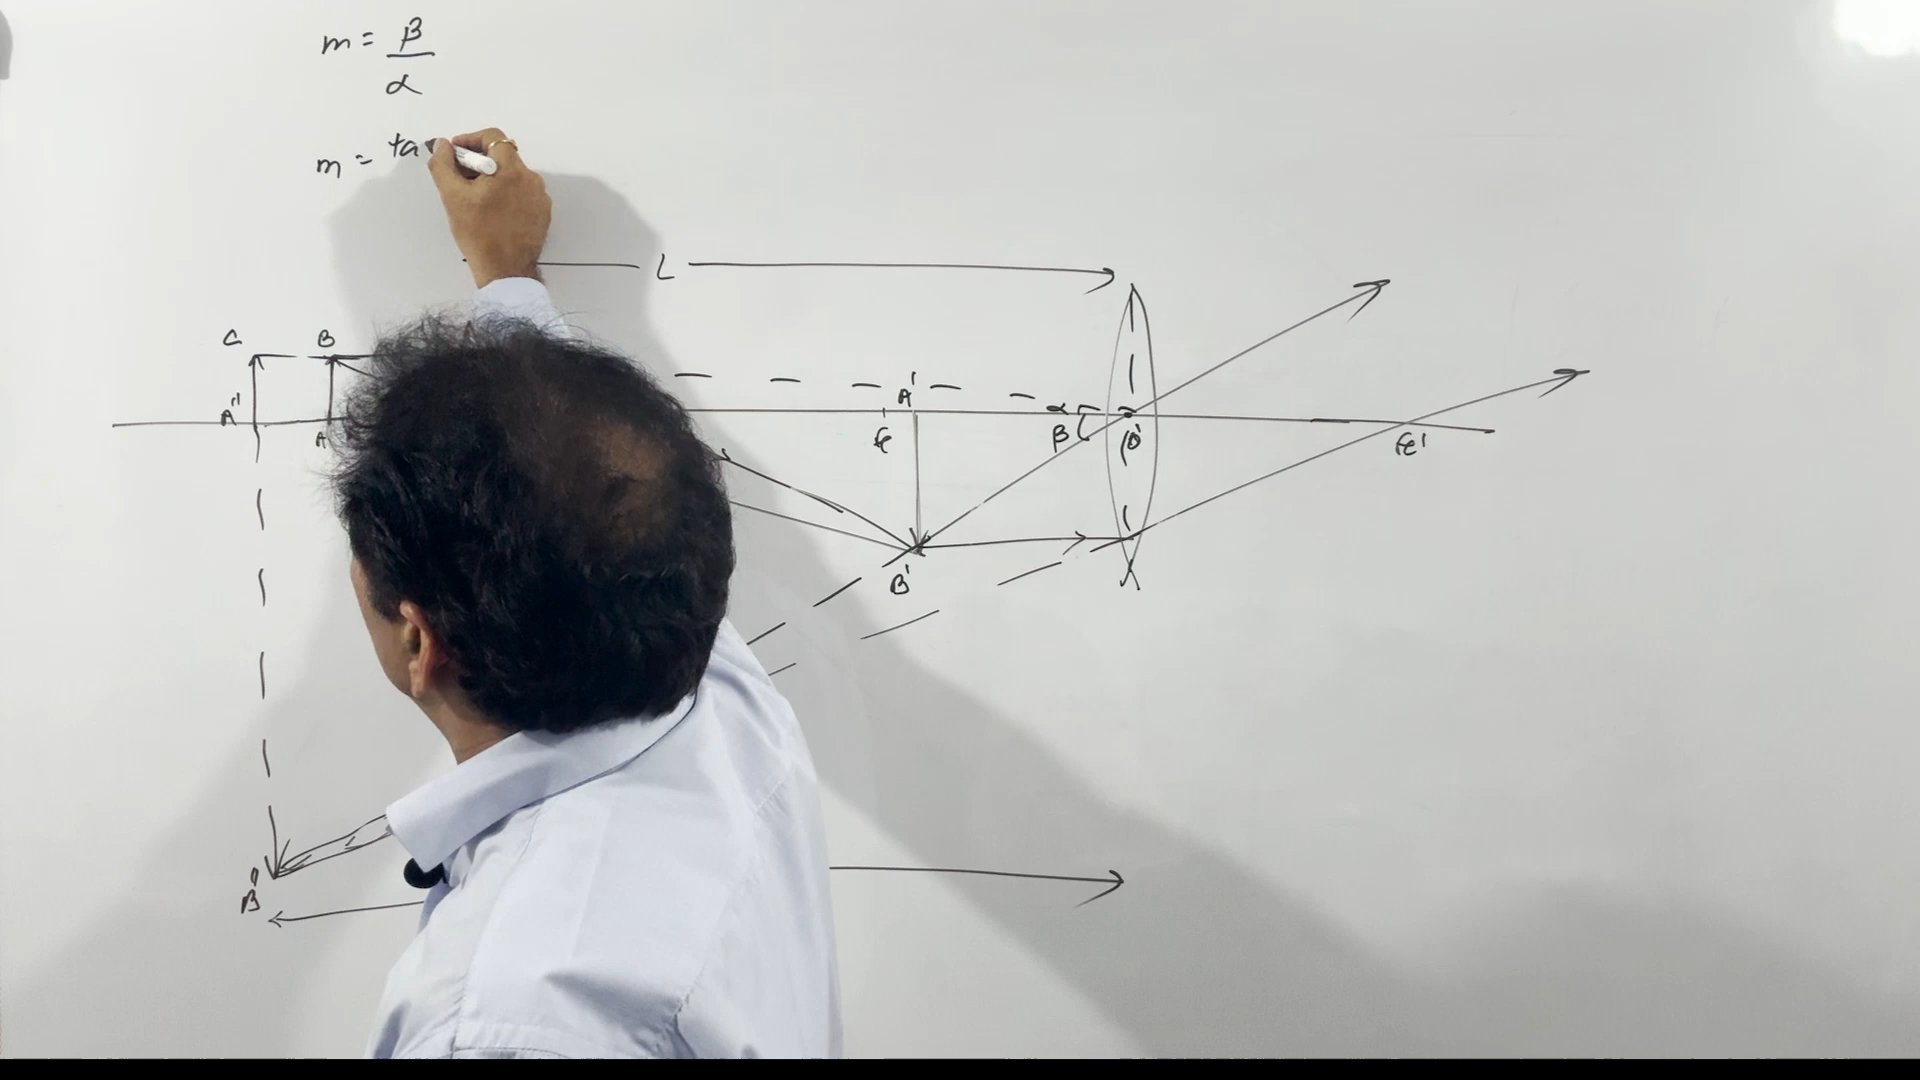 m = β/α
m = ta
L
C B
A'' A
A' α
fe β O' fe'
B'
B''